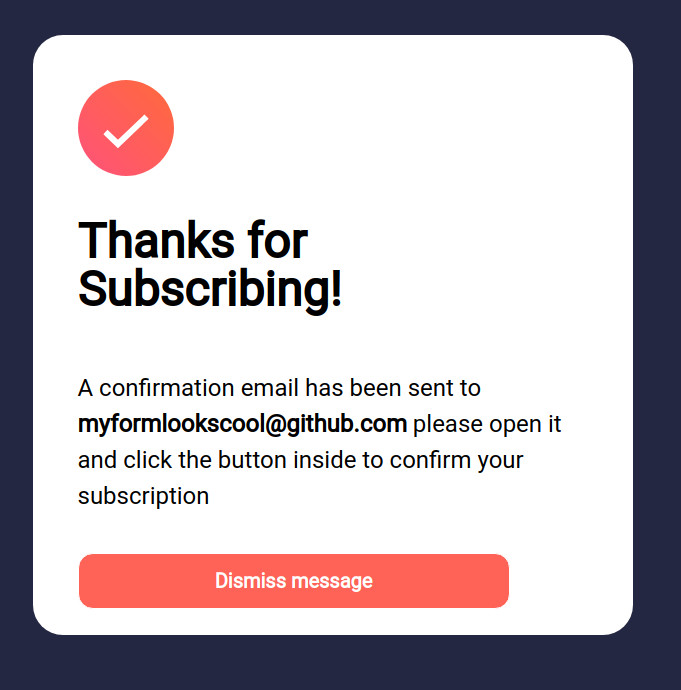 Thanks for
Subscribing!
A confirmation email has been sent to
myformlookscool@github.com please open it
and click the button inside to confirm your
subscription
Dismiss message